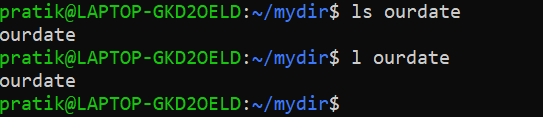 pratik@LAPTOP-GKD2OELD:~/mydir$ ls ourdate
ourdate
pratik@LAPTOP-GKD2OELD:~/mydir$ l ourdate
ourdate
pratik@LAPTOP-GKD2OELD:~/mydir$